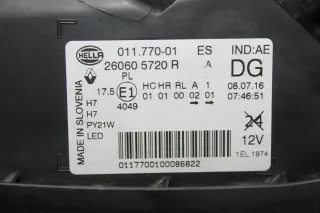 HELLA 011.770-01 ES IND:AE
26060 5720 R A DG
PL
17.5 E1 HC HR RL A 1 08.07.16
4049 01 01 00 02 01 07:46:51
H7
H7
PY21W
LED
24
12V
1EL.1974
MADE IN SLOVENIA
0117700100086822